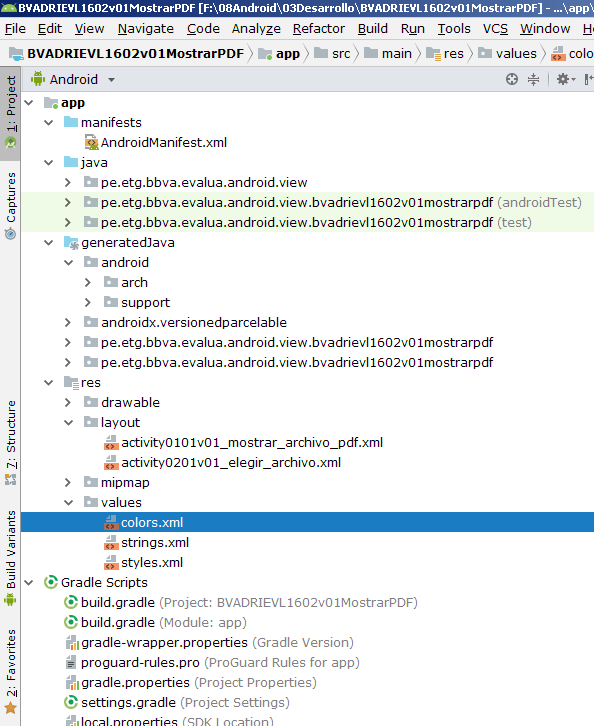 BVADRIEVL1602v01MostrarPDF [F:\08Android\03Desarrollo\BVADRIEVL1602v01MostrarPDF] - ...\app\
File Edit View Navigate Code Analyze Refactor Build Run Tools VCS Window
BVADRIEVL1602v01MostrarPDF app src main res values colo
1: Project
Captures
7: Structure
Build Variants
2: Favorites
Android
app
manifests
AndroidManifest.xml
java
pe.etg.bbva.evalua.android.view
pe.etg.bbva.evalua.android.view.bvadrievl1602v01mostrarpdf (androidTest)
pe.etg.bbva.evalua.android.view.bvadrievl1602v01mostrarpdf (test)
generatedJava
android
arch
support
androidx.versionedparcelable
pe.etg.bbva.evalua.android.view.bvadrievl1602v01mostrarpdf
pe.etg.bbva.evalua.android.view.bvadrievl1602v01mostrarpdf
res
drawable
layout
activity0101v01_mostrar_archivo_pdf.xml
activity0201v01_elegir_archivo.xml
mipmap
values
colors.xml
strings.xml
styles.xml
Gradle Scripts
build.gradle (Project: BVADRIEVL1602v01MostrarPDF)
build.gradle (Module: app)
gradle-wrapper.properties (Gradle Version)
proguard-rules.pro (ProGuard Rules for app)
gradle.properties (Project Properties)
settings.gradle (Project Settings)
local.properties (SDK Location)